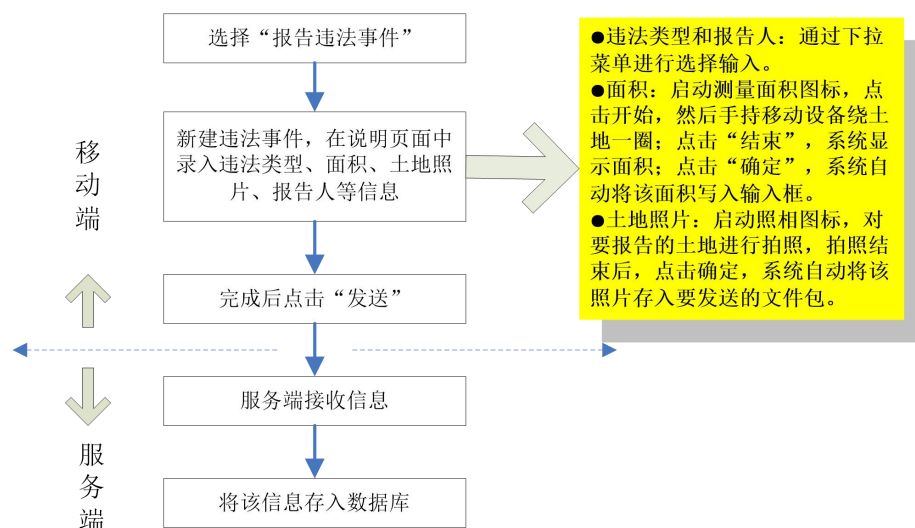 选择“报告违法事件”
新建违法事件，在说明页面中
录入违法类型、面积、土地照
片、报告人等信息
完成后点击“发送”
服务端接收信息
将该信息存入数据库
移
动
端
服
务
端
●违法类型和报告人：通过下拉
菜单进行选择输入。
●面积：启动测量面积图标，点
击开始，然后手持移动设备绕土
地一圈；点击“结束”，系统显
示面积；点击“确定”，系统自
动将该面积写入输入框。
●土地照片：启动照相图标，对
要报告的土地进行拍照，拍照结
束后，点击确定，系统自动将该
照片存入要发送的文件包。